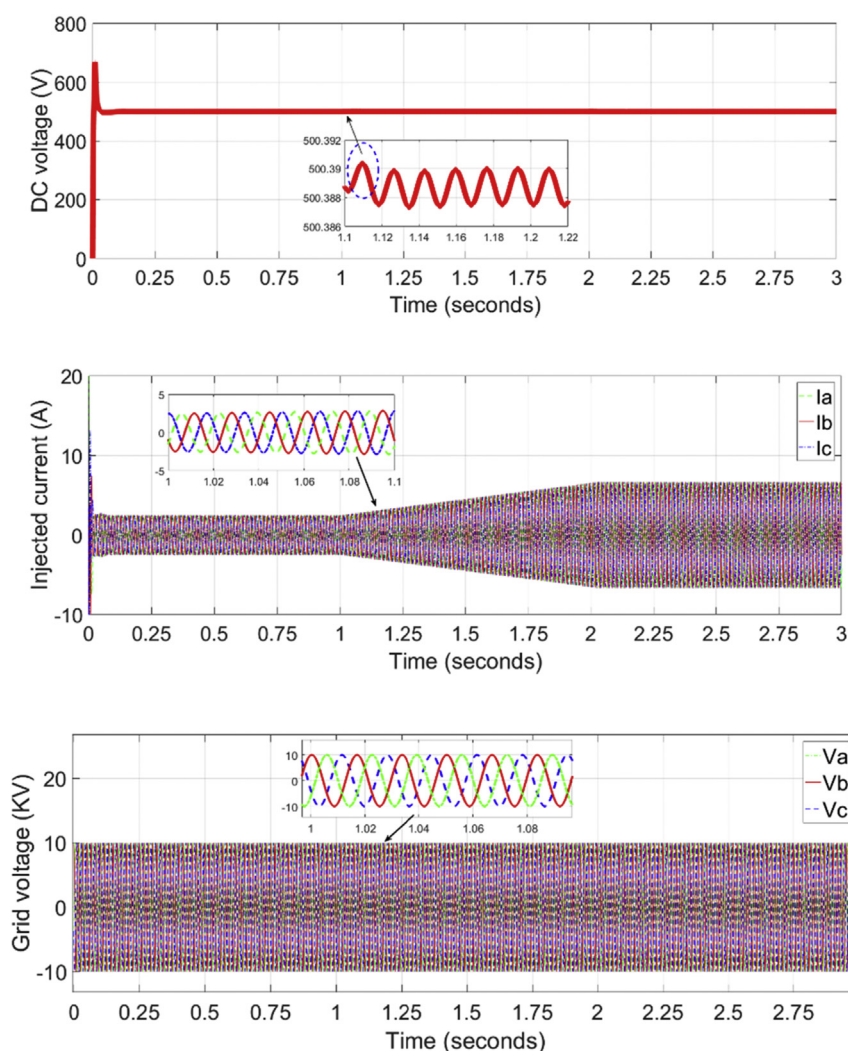 800
600
400
200
0
DC voltage (V)
500.392
500.39
500.388
500.386
1.1 1.12 1.14 1.16 1.18 1.2 1.22
0 0.25 0.5 0.75 1 1.25 1.5 1.75 2 2.25 2.5 2.75 3
Time (seconds)
20
10
0
-10
Injected current (A)
5
0
-5
1 1.02 1.04 1.06 1.08 1.1
Ia
Ib
Ic
0 0.25 0.5 0.75 1 1.25 1.5 1.75 2 2.25 2.5 2.75 3
Time (seconds)
20
10
0
-10
Grid voltage (KV)
10
0
-10
1 1.02 1.04 1.06 1.08
Va
Vb
Vc
0 0.25 0.5 0.75 1 1.25 1.5 1.75 2 2.25 2.5 2.75
Time (seconds)